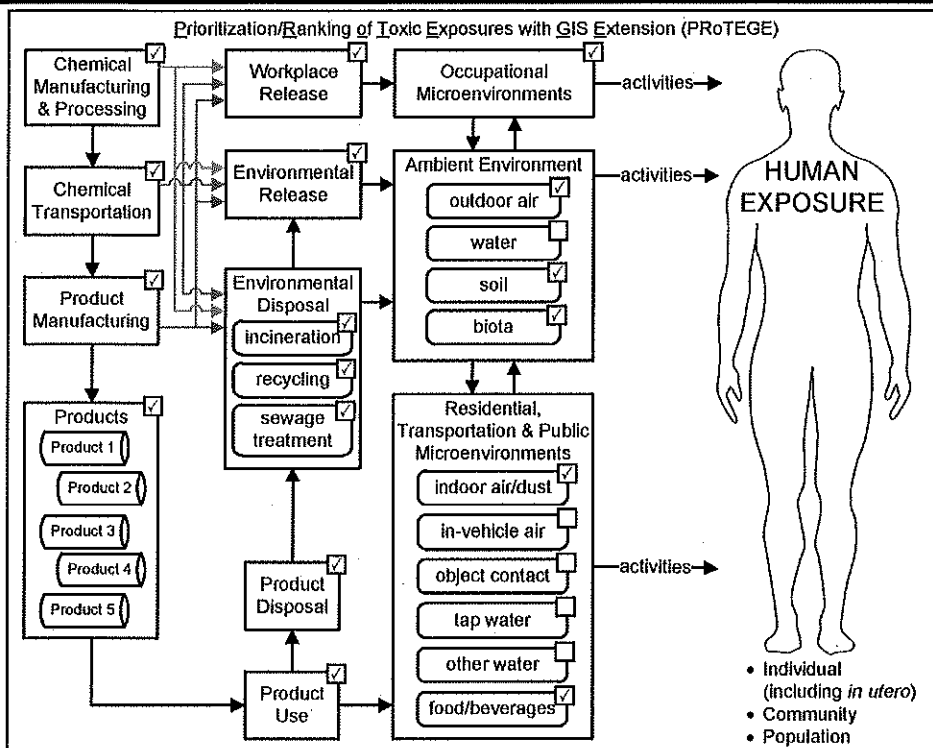 Prioritization/Ranking of Toxic Exposures with GIS Extension (PRoTEGE)
Chemical
Manufacturing
& Processing
Workplace
Release
Occupational
Microenvironments
activities
Chemical
Transportation
Environmental
Release
Ambient Environment
outdoor air
water
soil
biota
activities
HUMAN
EXPOSURE
Product
Manufacturing
Environmental
Disposal
incineration
recycling
sewage
treatment
Products
Product 1
Product 2
Product 3
Product 4
Product 5
Residential,
Transportation & Public
Microenvironments
indoor air/dust
in-vehicle air
object contact
tap water
other water
food/beverages
activities
Product
Disposal
Product
Use
• Individual
(including in utero)
• Community
• Population